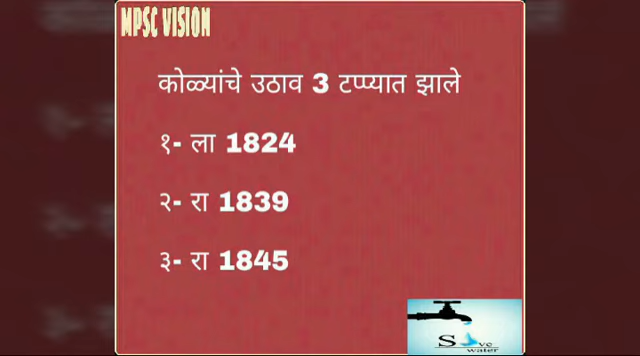 MPSC VISION
कोळ्यांचे उठाव 3 टप्प्यात झाले
१- ला 1824
२- रा 1839
३- रा 1845
Save
water